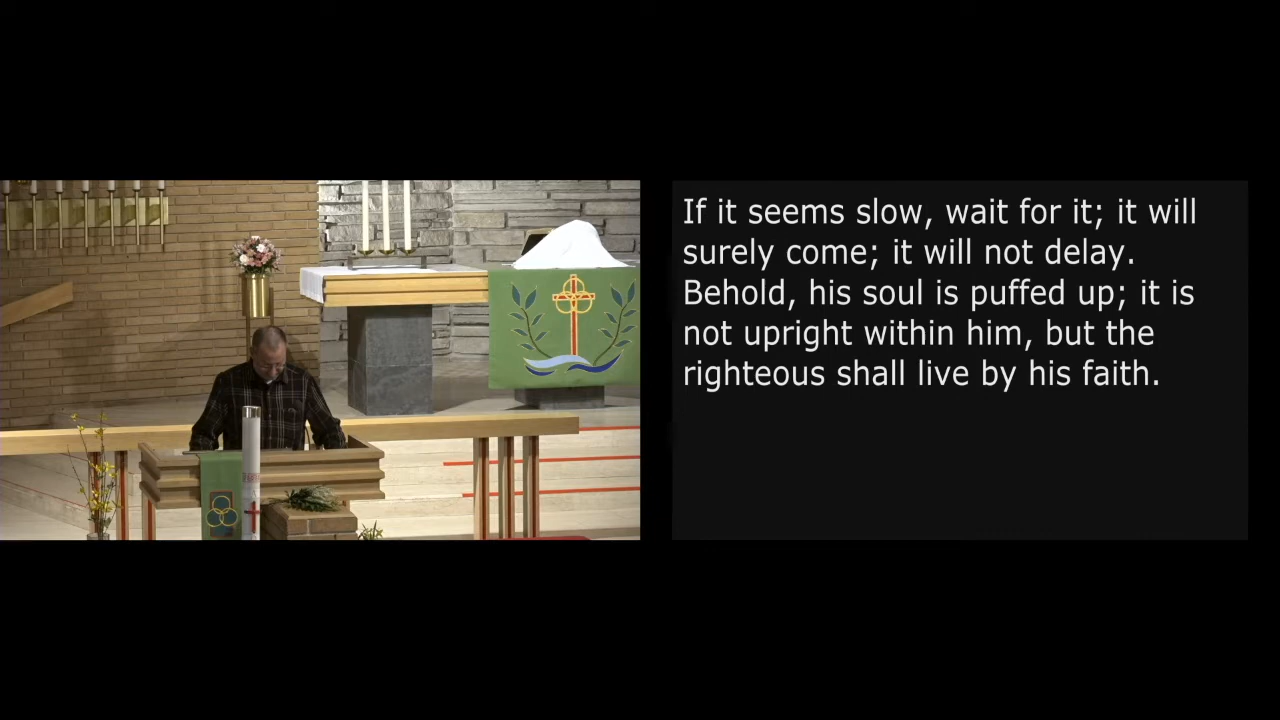 If it seems slow, wait for it; it will
surely come; it will not delay.
Behold, his soul is puffed up; it is
not upright within him, but the
righteous shall live by his faith.